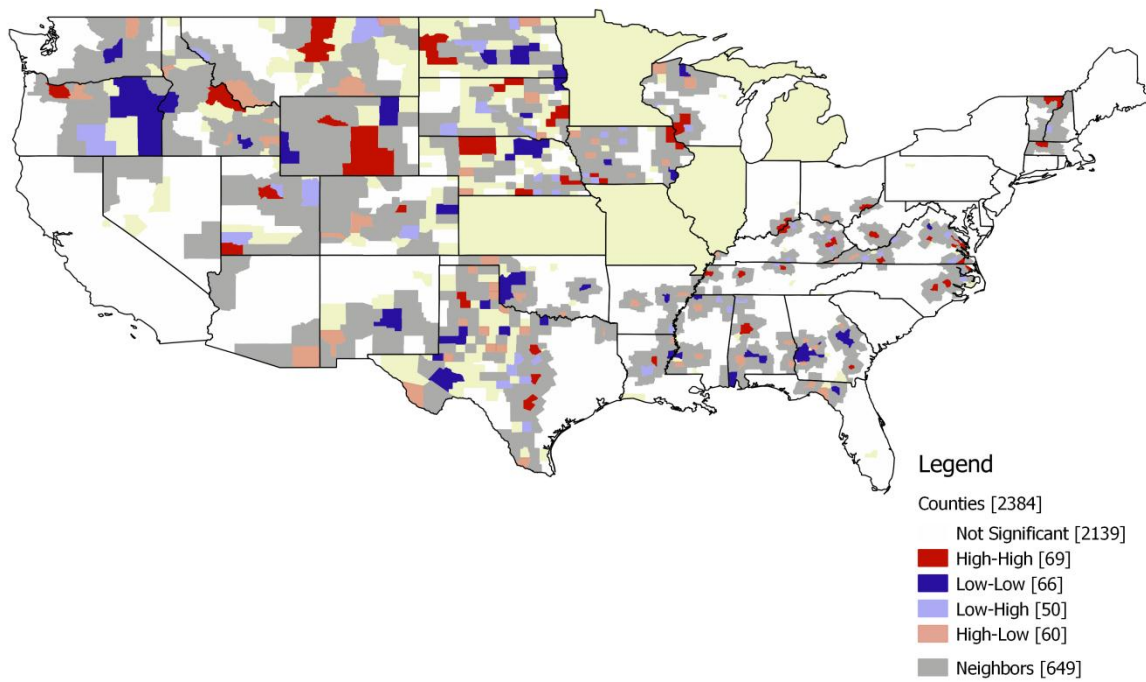 Legend
Counties [2384]
Not Significant [2139]
High-High [69]
Low-Low [66]
Low-High [50]
High-Low [60]
Neighbors [649]